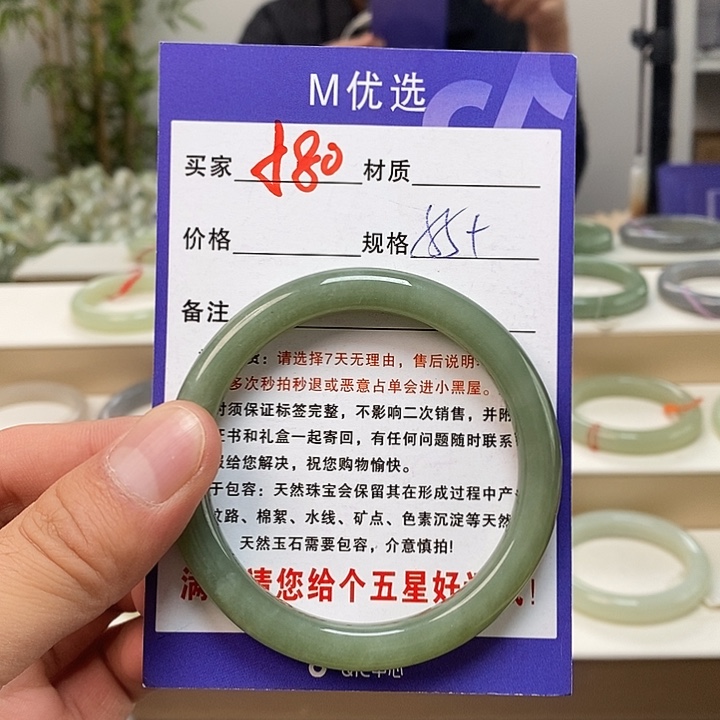 M优选
买家 180 材质
价格 规格 55+
备注
货：请选择7天无理由，售后说明
多次秒拍秒退或恶意占单会进小黑屋。
时须保证标签完整，不影响二次销售，并附
证书和礼盒一起寄回，有任何问题随时联系
给您解决，祝您购物愉快。
于包容：天然珠宝会保留其在形成过程中产
纹路、棉絮、水线、矿点、色素沉淀等天然
天然玉石需要包容，介意慎拍!
满 请您给个五星好